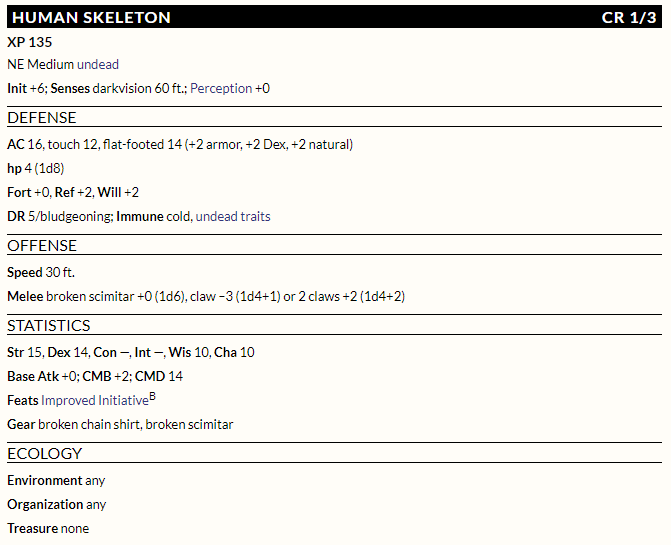 HUMAN SKELETON CR 1/3
XP 135
NE Medium undead
Init +6; Senses darkvision 60 ft.; Perception +0
DEFENSE
AC 16, touch 12, flat-footed 14 (+2 armor, +2 Dex, +2 natural)
hp 4 (1d8)
Fort +0, Ref +2, Will +2
DR 5/bludgeoning; Immune cold, undead traits
OFFENSE
Speed 30 ft.
Melee broken scimitar +0 (1d6), claw –3 (1d4+1) or 2 claws +2 (1d4+2)
STATISTICS
Str 15, Dex 14, Con —, Int —, Wis 10, Cha 10
Base Atk +0; CMB +2; CMD 14
Feats Improved InitiativeB
Gear broken chain shirt, broken scimitar
ECOLOGY
Environment any
Organization any
Treasure none